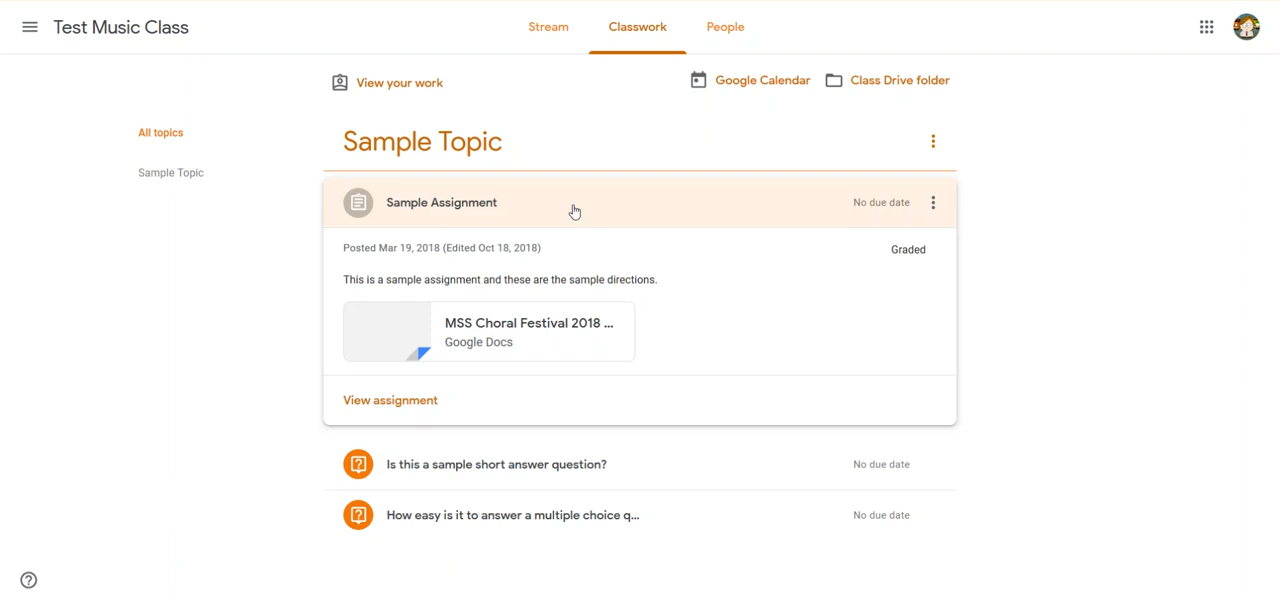 Test Music Class
Stream
Classwork
People
View your work
Google Calendar
Class Drive folder
All topics
Sample Topic
Sample Topic
Sample Assignment
No due date
Posted Mar 19, 2018 (Edited Oct 18, 2018)
Graded
This is a sample assignment and these are the sample directions.
MSS Choral Festival 2018 ...
Google Docs
View assignment
Is this a sample short answer question?
No due date
How easy is it to answer a multiple choice q...
No due date